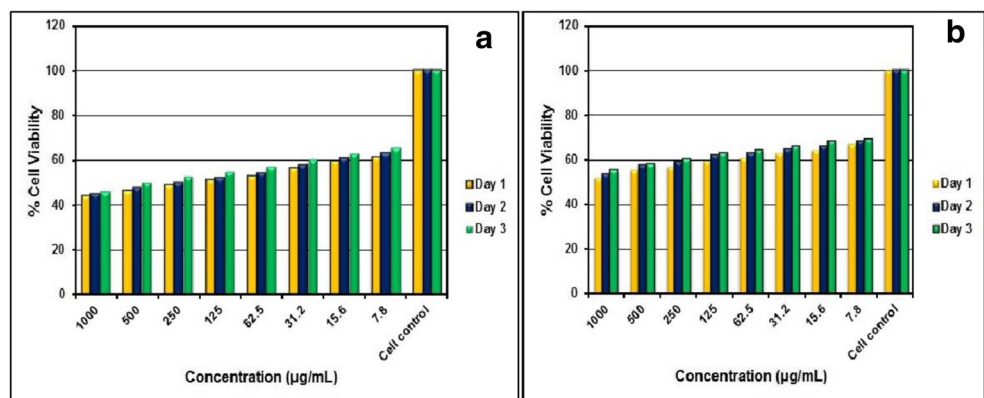 a
120
100
80
60
40
20
0
% Cell Viability
Day 1
Day 2
Day 3
1000 500 250 125 62.5 31.2 15.6 7.8 Cell control
Concentration (µg/mL)
b
120
100
80
60
40
20
0
% Cell Viability
Day 1
Day 2
Day 3
1000 500 250 125 62.5 31.2 15.6 7.8 Cell control
Concentration (µg/mL)